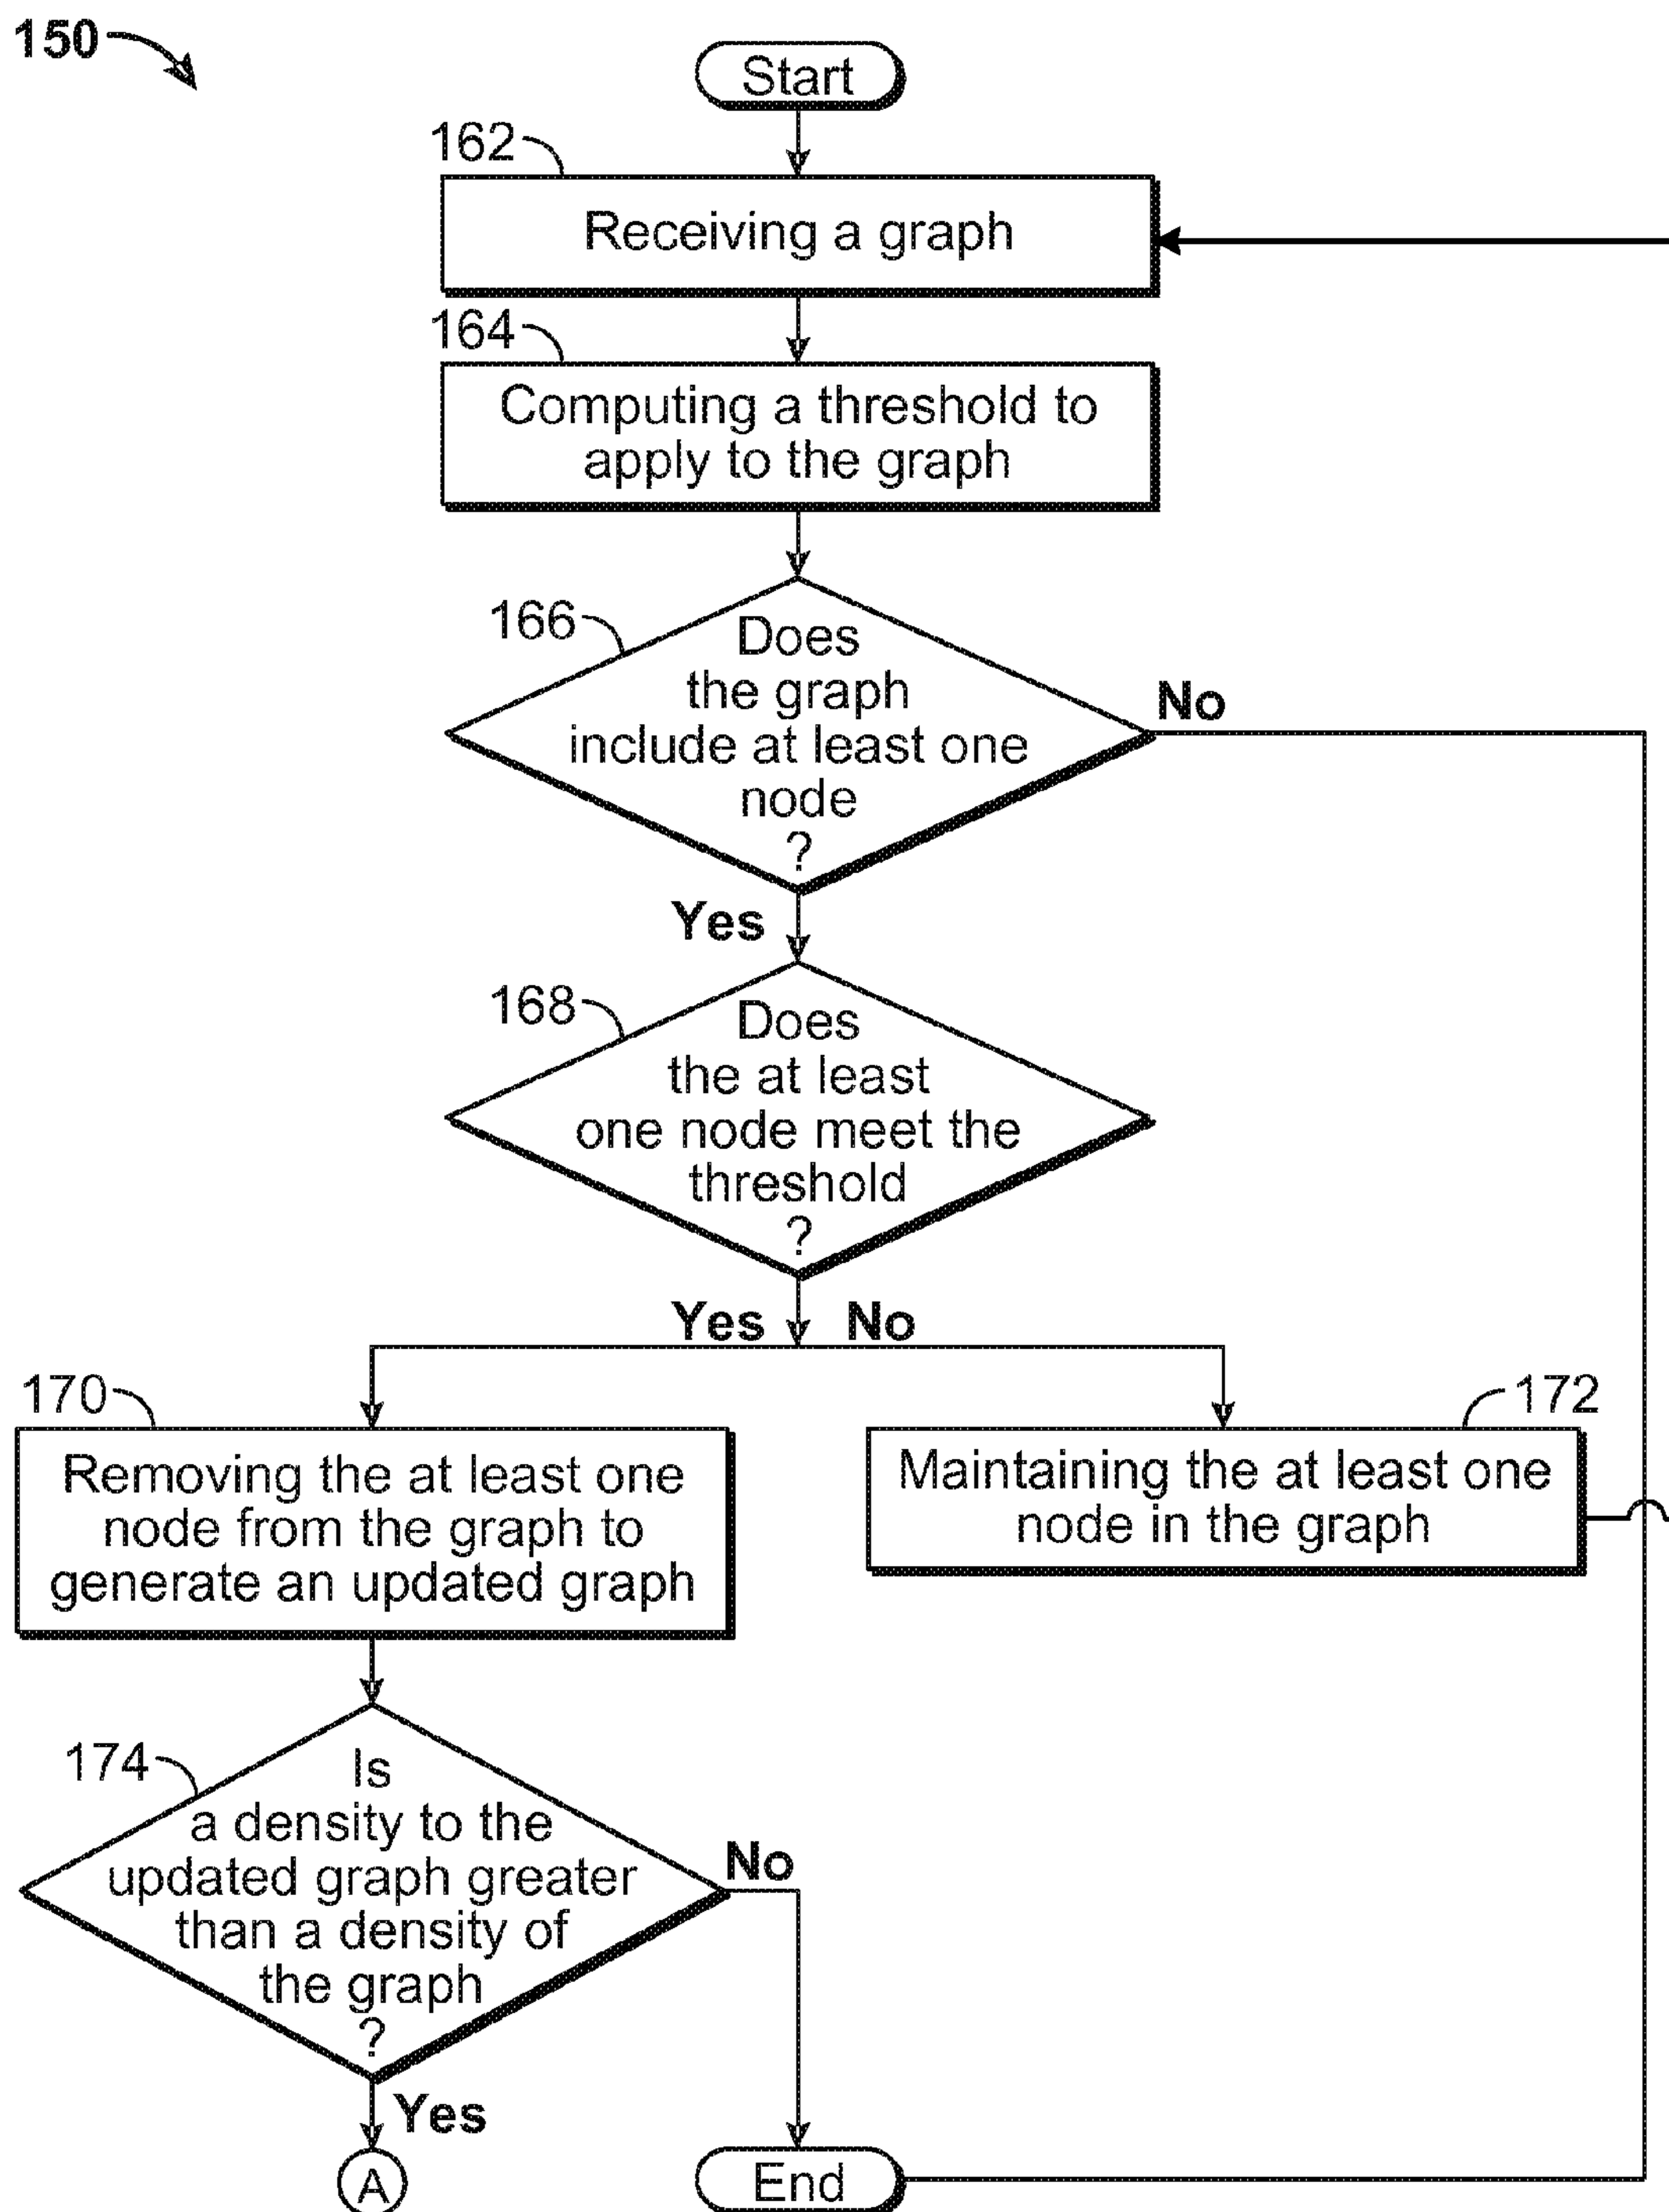 150
Start
162
Receiving a graph
164
Computing a threshold to
apply to the graph
166
Does
the graph
include at least one
node
?
No
Yes
168
Does
the at least
one node meet the
threshold
?
Yes
No
170
Removing the at least one
node from the graph to
generate an updated graph
172
Maintaining the at least one
node in the graph
174
Is
a density to the
updated graph greater
than a density of
the graph
?
No
Yes
A
End